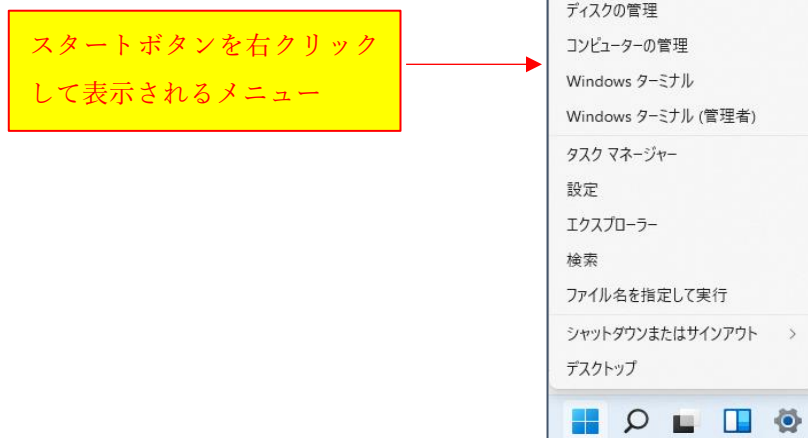 スタートボタンを右クリック
して表示されるメニュー
ディスクの管理
コンピューターの管理
Windows ターミナル
Windows ターミナル (管理者)
タスク マネージャー
設定
エクスプローラー
検索
ファイル名を指定して実行
シャットダウンまたはサインアウト
デスクトップ